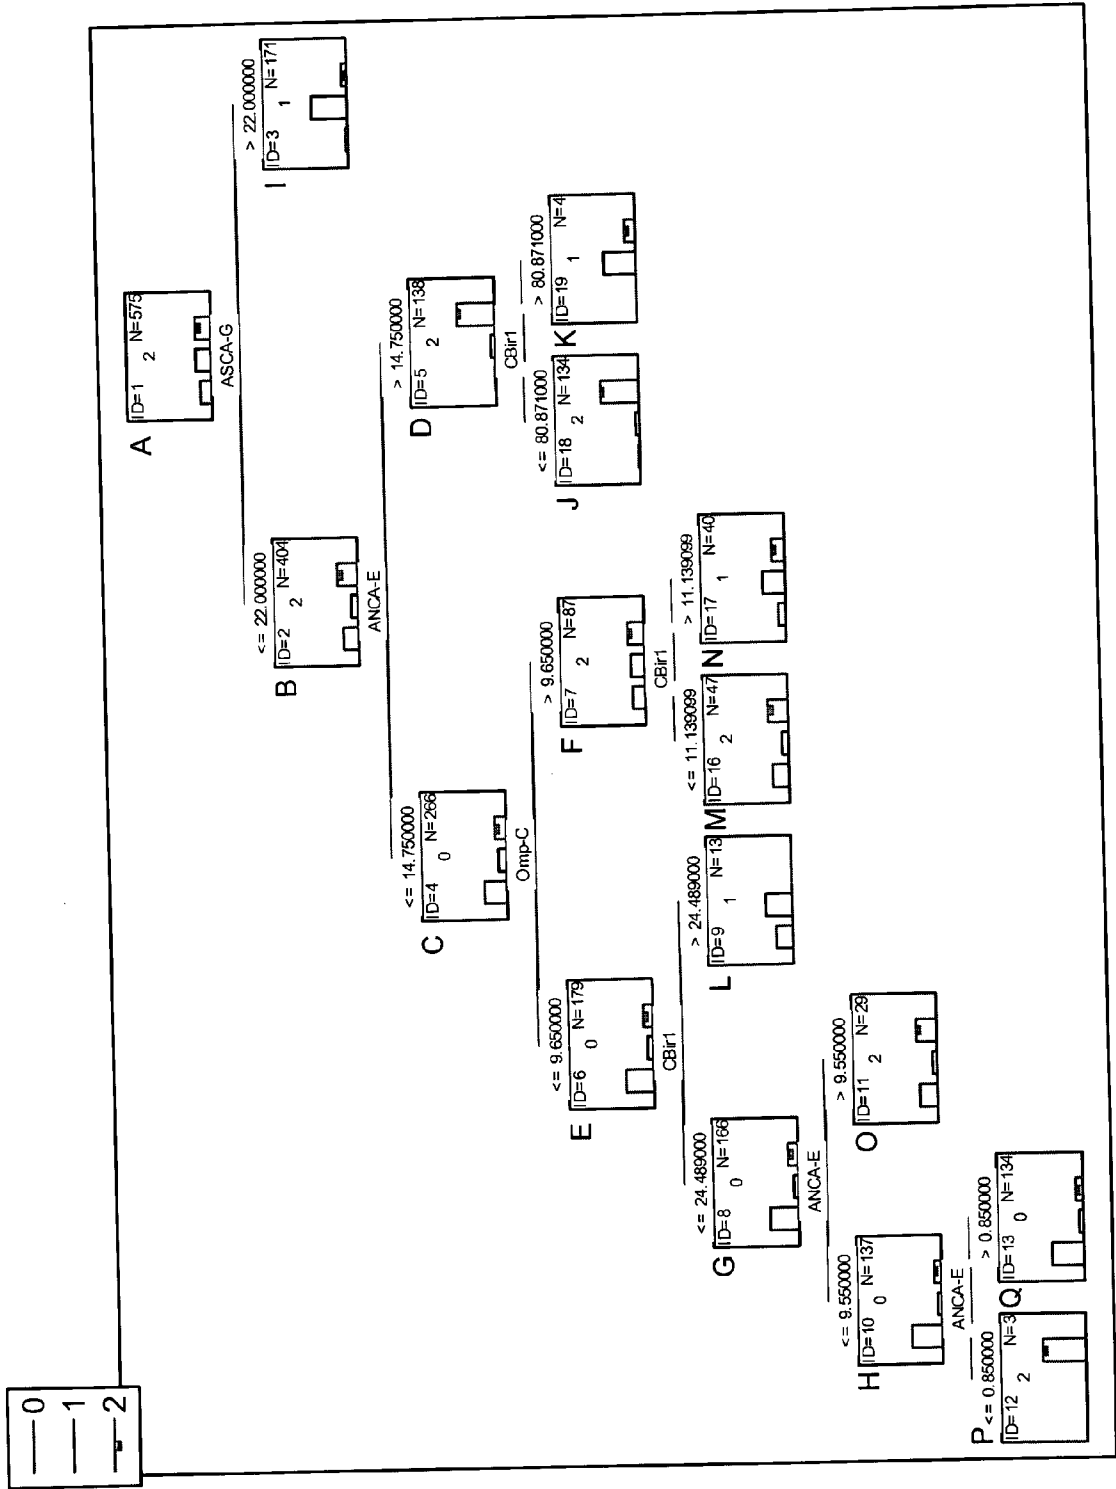 0
1
2
A
ID=1 N=575
2
ASCA-G
<= 22.000000
> 22.000000
B
ID=2 N=404
2
ANCA-E
I
ID=3 N=171
1
<= 14.750000
> 14.750000
C
ID=4 N=266
0
Omp-C
D
ID=5 N=138
2
CBir1
<= 9.650000
> 9.650000
<= 80.871000
> 80.871000
E
ID=6 N=179
0
CBir1
F
ID=7 N=87
2
CBir1
J
ID=18 N=134
2
K
ID=19 N=4
1
<= 24.489000
> 24.489000
<= 11.139099
> 11.139099
G
ID=8 N=166
0
ANCA-E
L
ID=9 N=13
1
M
ID=16 N=47
2
N
ID=17 N=40
1
<= 9.550000
> 9.550000
H
ID=10 N=137
0
ANCA-E
O
ID=11 N=29
2
<= 0.850000
> 0.850000
P
ID=12 N=3
2
Q
ID=13 N=134
0